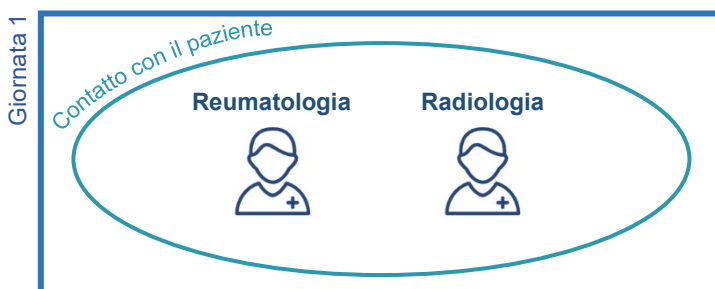 Giornata 1
Contatto con il paziente
Reumatologia
Radiologia